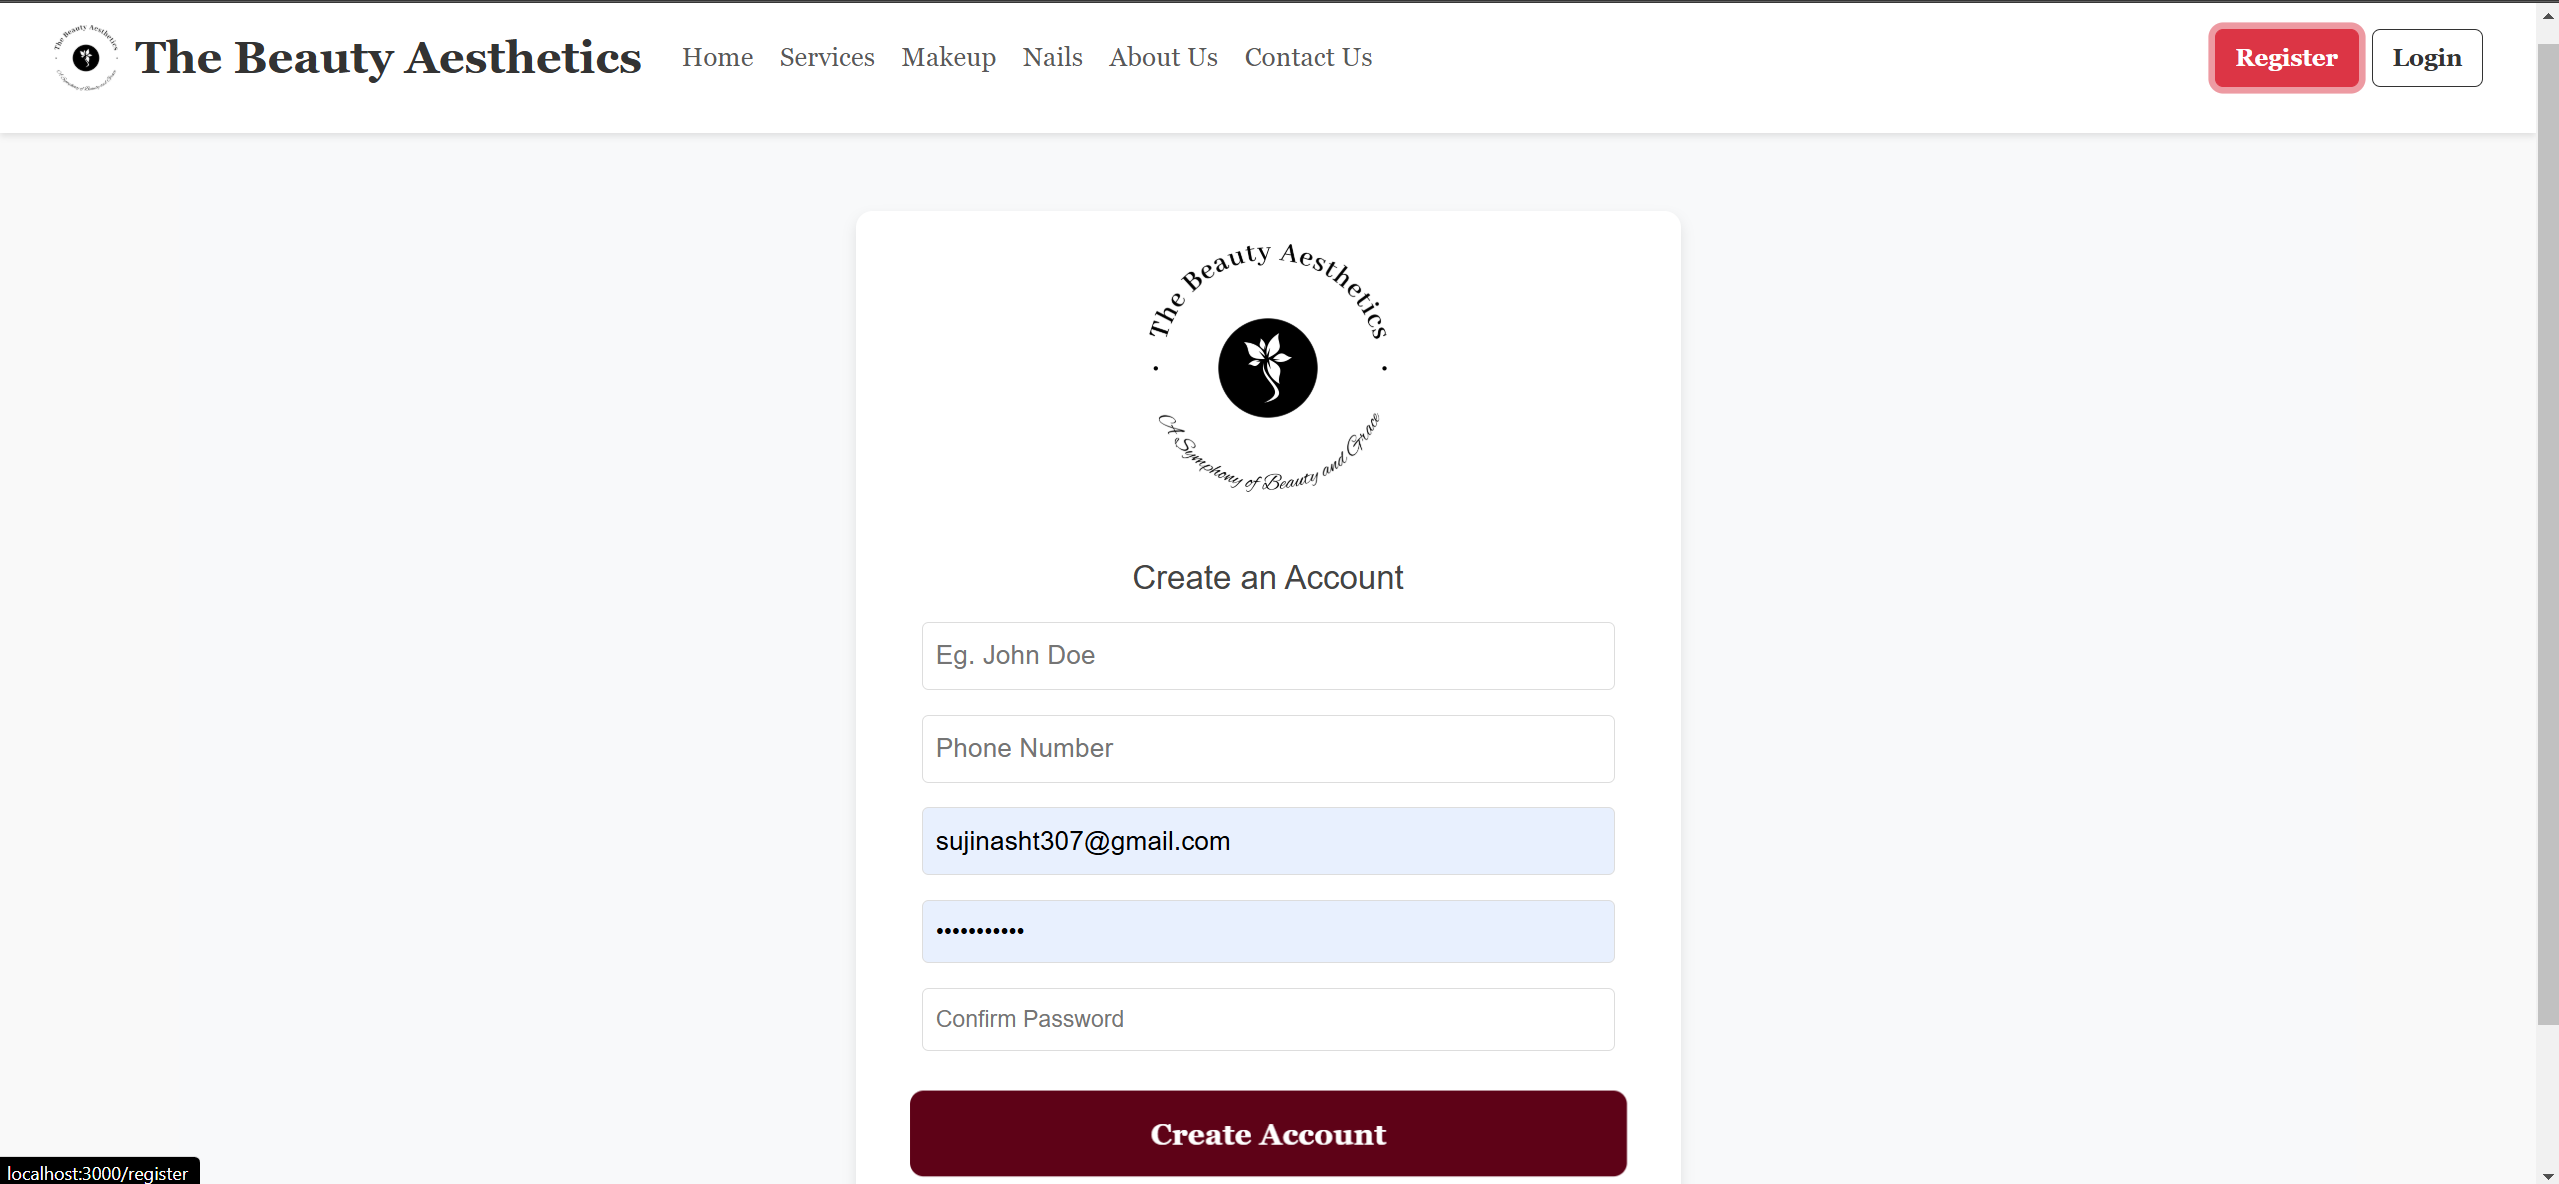 The Beauty Aesthetics
Home Services Makeup Nails About Us Contact Us
Register Login
The Beauty Aesthetics
A Symphony of Beauty and Grace
Create an Account
Eg. John Doe
Phone Number
sujinasht307@gmail.com
•••••••••••
Confirm Password
Create Account
localhost:3000/register